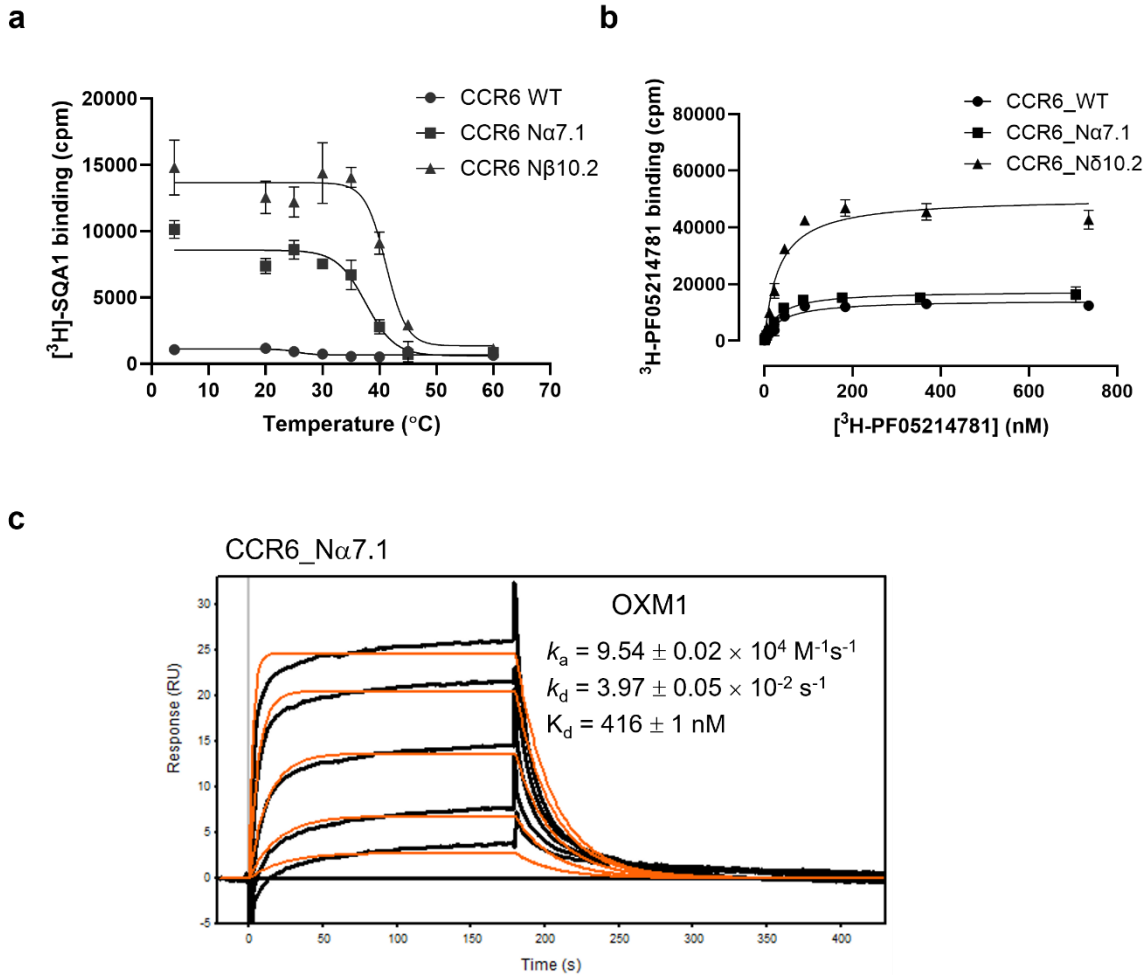 a
[³H]-SQA1 binding (cpm)
20000
15000
10000
5000
0
0 10 20 30 40 50 60 70
Temperature (°C)
CCR6 WT
CCR6 Nα7.1
CCR6 Nβ10.2
b
³H-PF05214781 binding (cpm)
80000
60000
40000
20000
0
0 200 400 600 800
[³H-PF05214781] (nM)
CCR6_WT
CCR6_Nα7.1
CCR6_Nδ10.2
c
CCR6_Nα7.1
OXM1
kₐ = 9.54 ± 0.02 × 10⁴ M⁻¹s⁻¹
k_d = 3.97 ± 0.05 × 10⁻² s⁻¹
K_d = 416 ± 1 nM
Response (RU)
30
25
20
15
10
5
0
-5
0 50 100 150 200 250 300 350 400
Time (s)